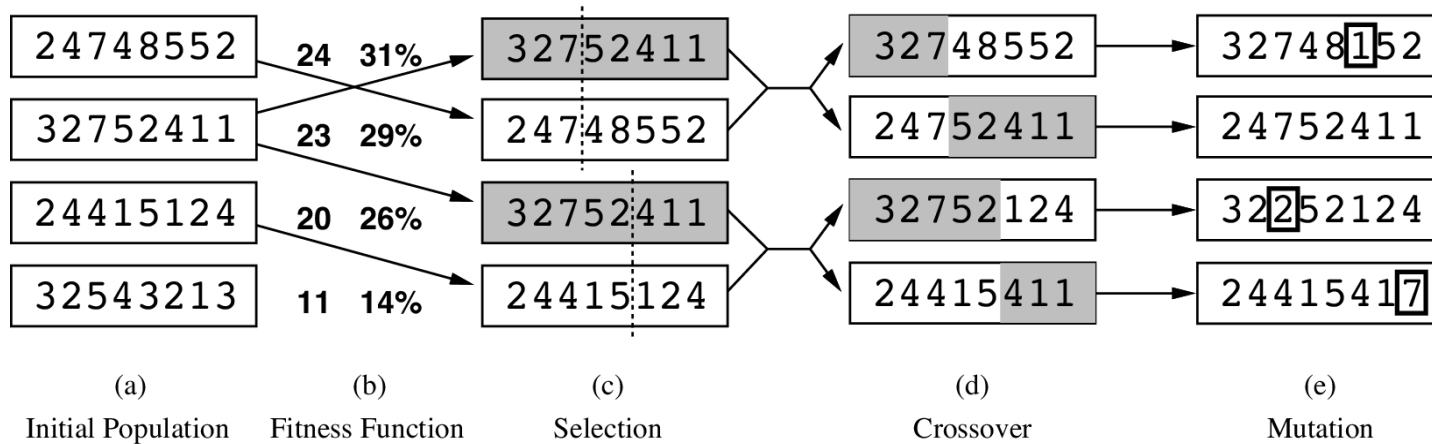 24748552 24 31% 32752411 32748552 32748152
32752411 23 29% 24748552 24752411 24752411
24415124 20 26% 32752411 32752124 32252124
32543213 11 14% 24415124 24415411 24415417
(a) (b) (c) (d) (e)
Initial Population Fitness Function Selection Crossover Mutation